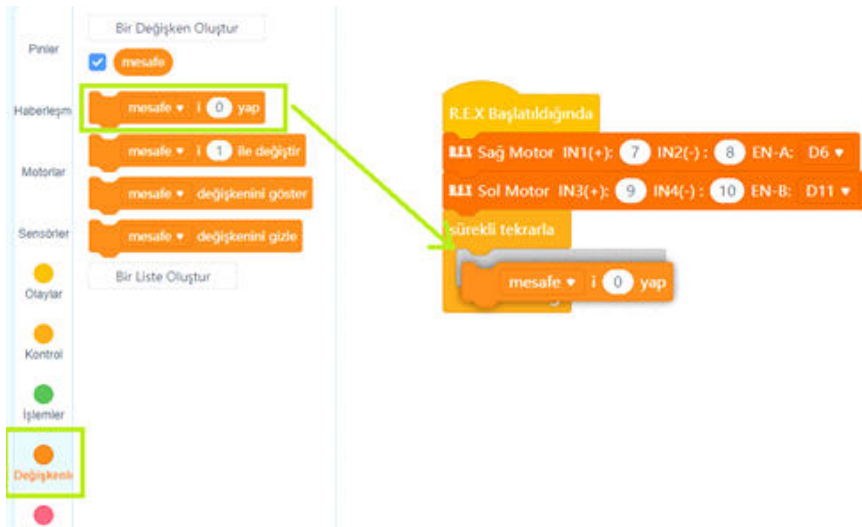 Bir Değişken Oluştur
Pinler
mesafe
Haberleşm
mesafe i 0 yap
mesafe i 1 ile değiştir
Motorlar
mesafe değişkenini göster
Sensörler
mesafe değişkenini gizle
Bir Liste Oluştur
Olaylar
Kontrol
İşlemler
Değişkenl
R.E.X Başlatıldığında
R.E.X Sağ Motor IN1(+): 7 IN2(-) : 8 EN-A: D6
R.E.X Sol Motor IN3(+): 9 IN4(-) : 10 EN-B: D11
sürekli tekrarla
mesafe i 0 yap